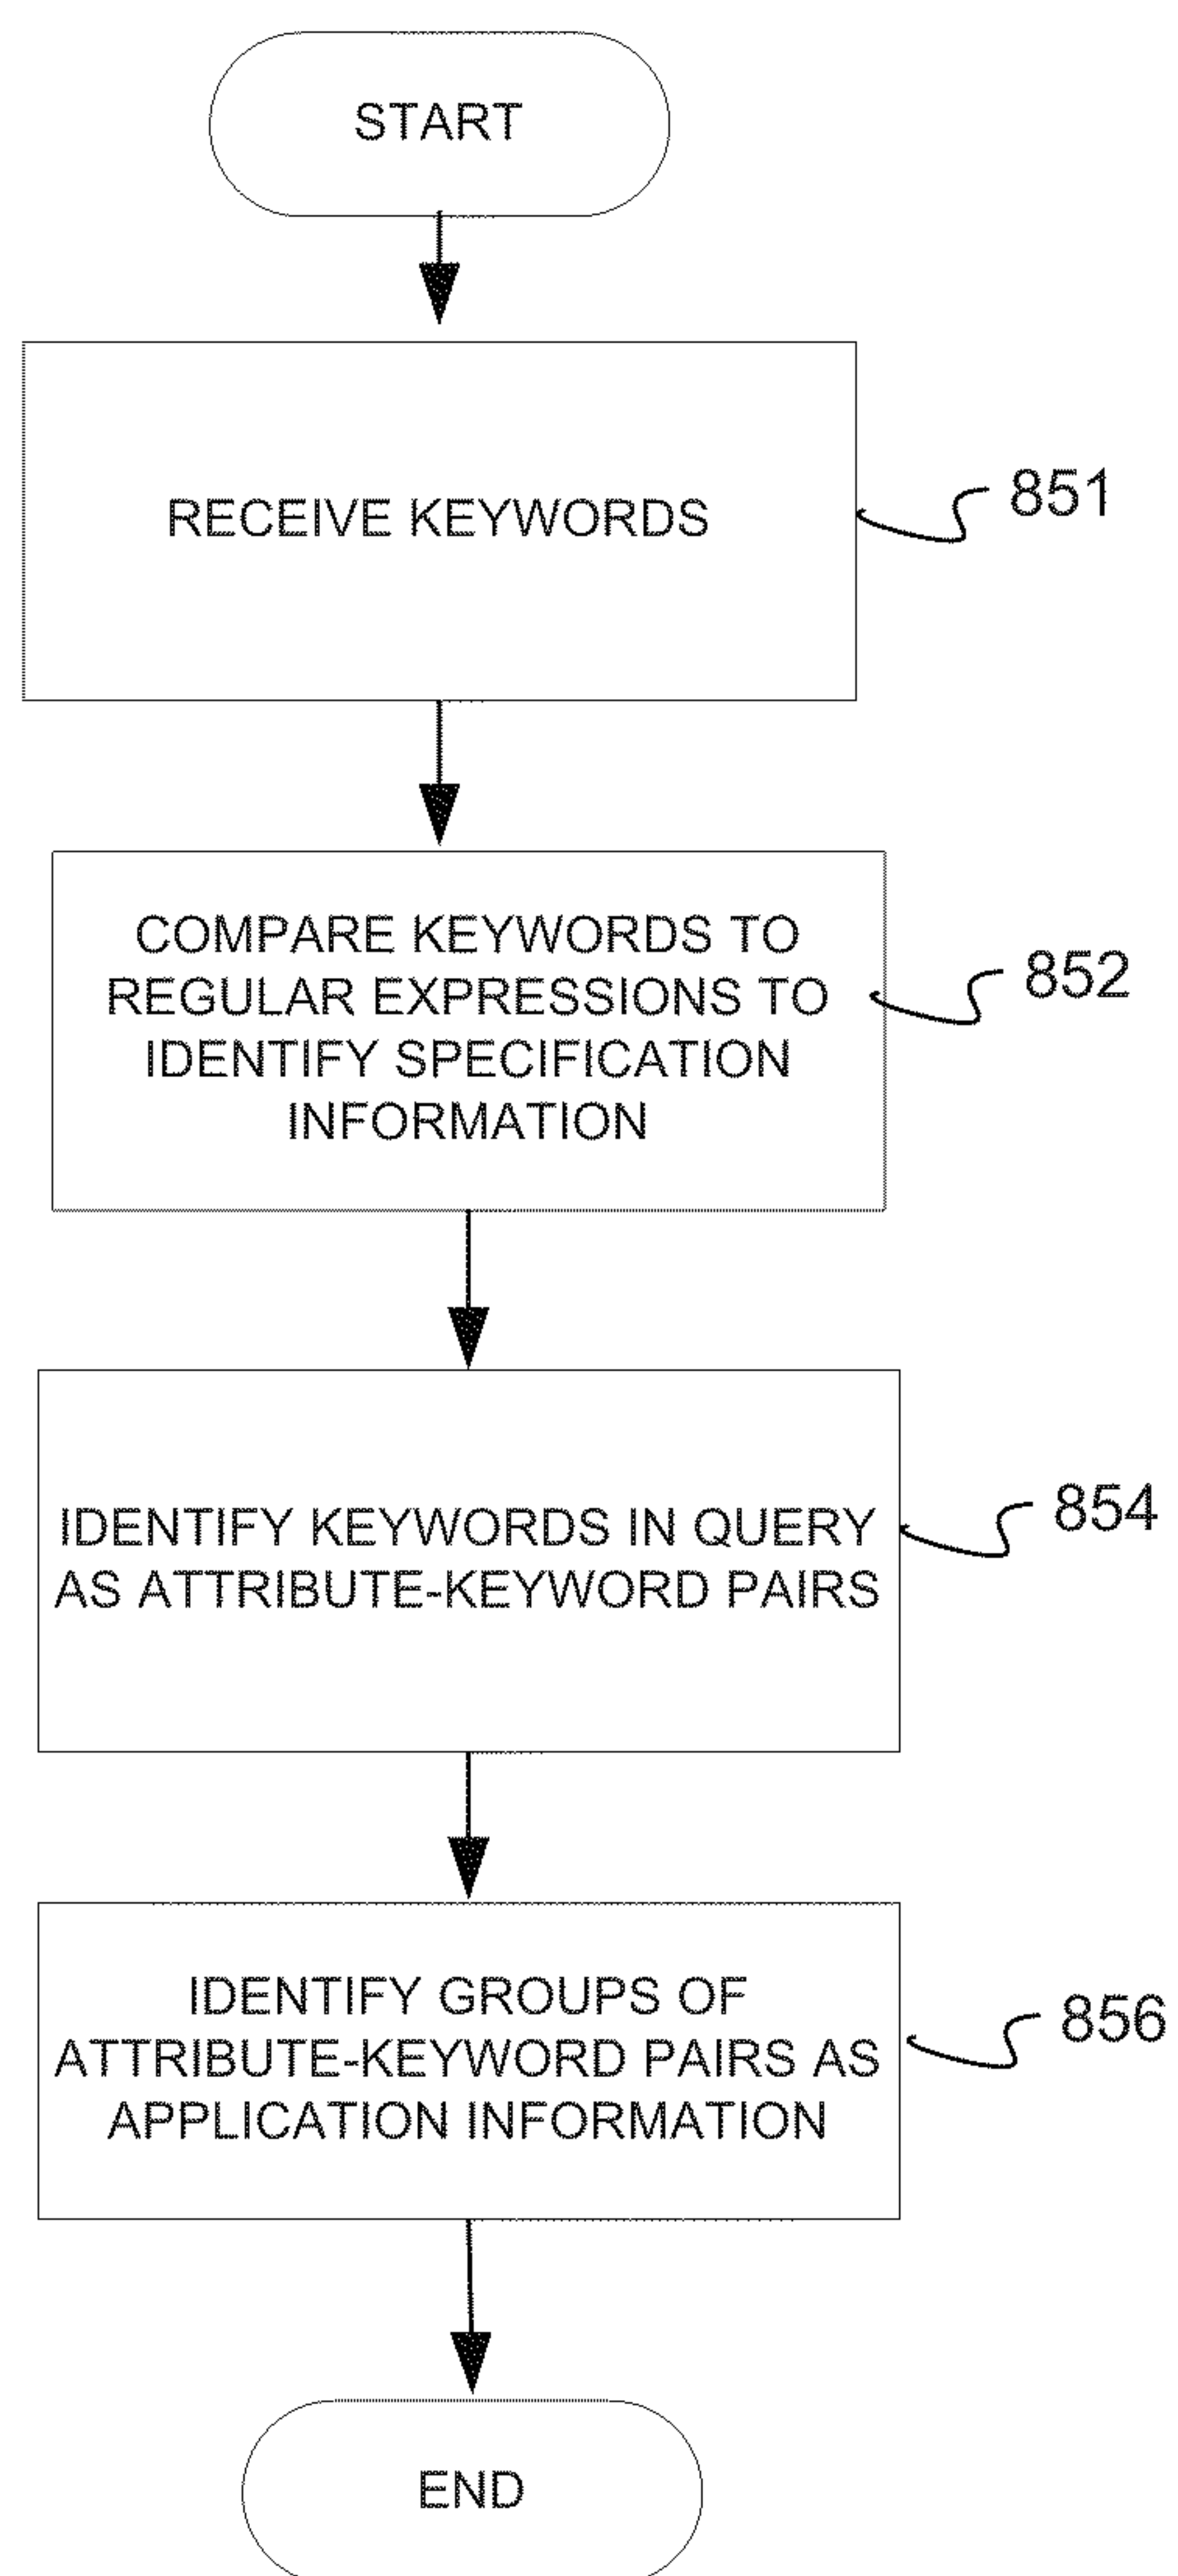 START
RECEIVE KEYWORDS
851
COMPARE KEYWORDS TO
REGULAR EXPRESSIONS TO
IDENTIFY SPECIFICATION
INFORMATION
852
IDENTIFY KEYWORDS IN QUERY
AS ATTRIBUTE-KEYWORD PAIRS
854
IDENTIFY GROUPS OF
ATTRIBUTE-KEYWORD PAIRS AS
APPLICATION INFORMATION
856
END